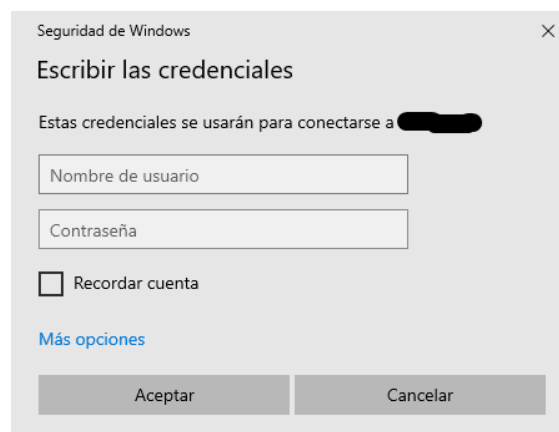 Seguridad de Windows
Escribir las credenciales
Estas credenciales se usarán para conectarse a
Nombre de usuario
Contraseña
Recordar cuenta
Más opciones
Aceptar
Cancelar